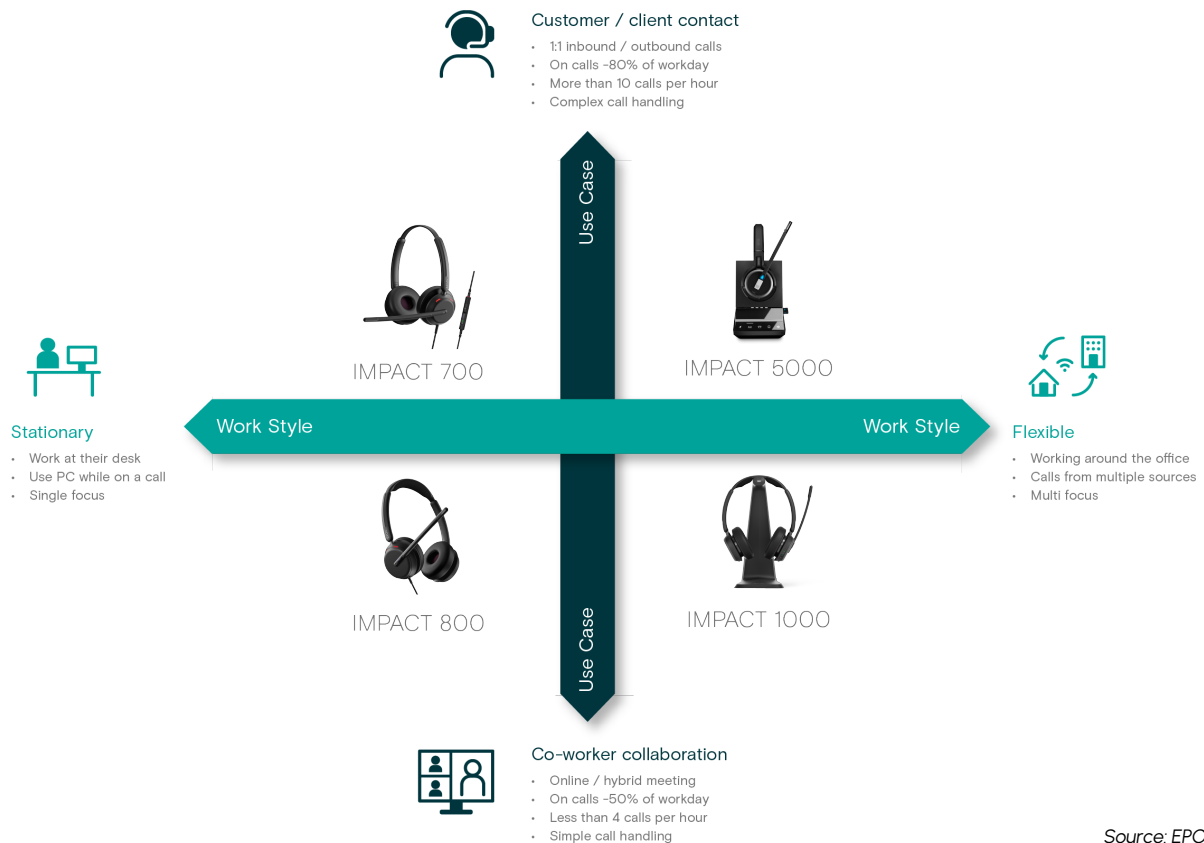 Customer / client contact
• 1:1 inbound / outbound calls
• On calls ~80% of workday
• More than 10 calls per hour
• Complex call handling
Use Case
IMPACT 700
IMPACT 5000
Work Style
Work Style
Stationary
• Work at their desk
• Use PC while on a call
• Single focus
Flexible
• Working around the office
• Calls from multiple sources
• Multi focus
IMPACT 800
IMPACT 1000
Use Case
Co-worker collaboration
• Online / hybrid meeting
• On calls ~50% of workday
• Less than 4 calls per hour
• Simple call handling
Source: EPO